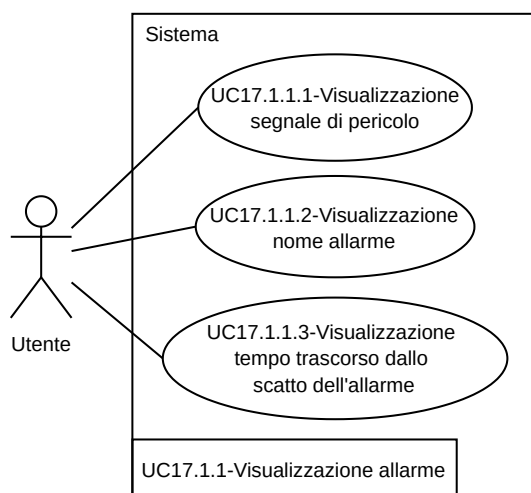 Sistema
UC17.1.1.1-Visualizzazione
segnale di pericolo
UC17.1.1.2-Visualizzazione
nome allarme
UC17.1.1.3-Visualizzazione
tempo trascorso dallo
scatto dell'allarme
Utente
UC17.1.1-Visualizzazione allarme